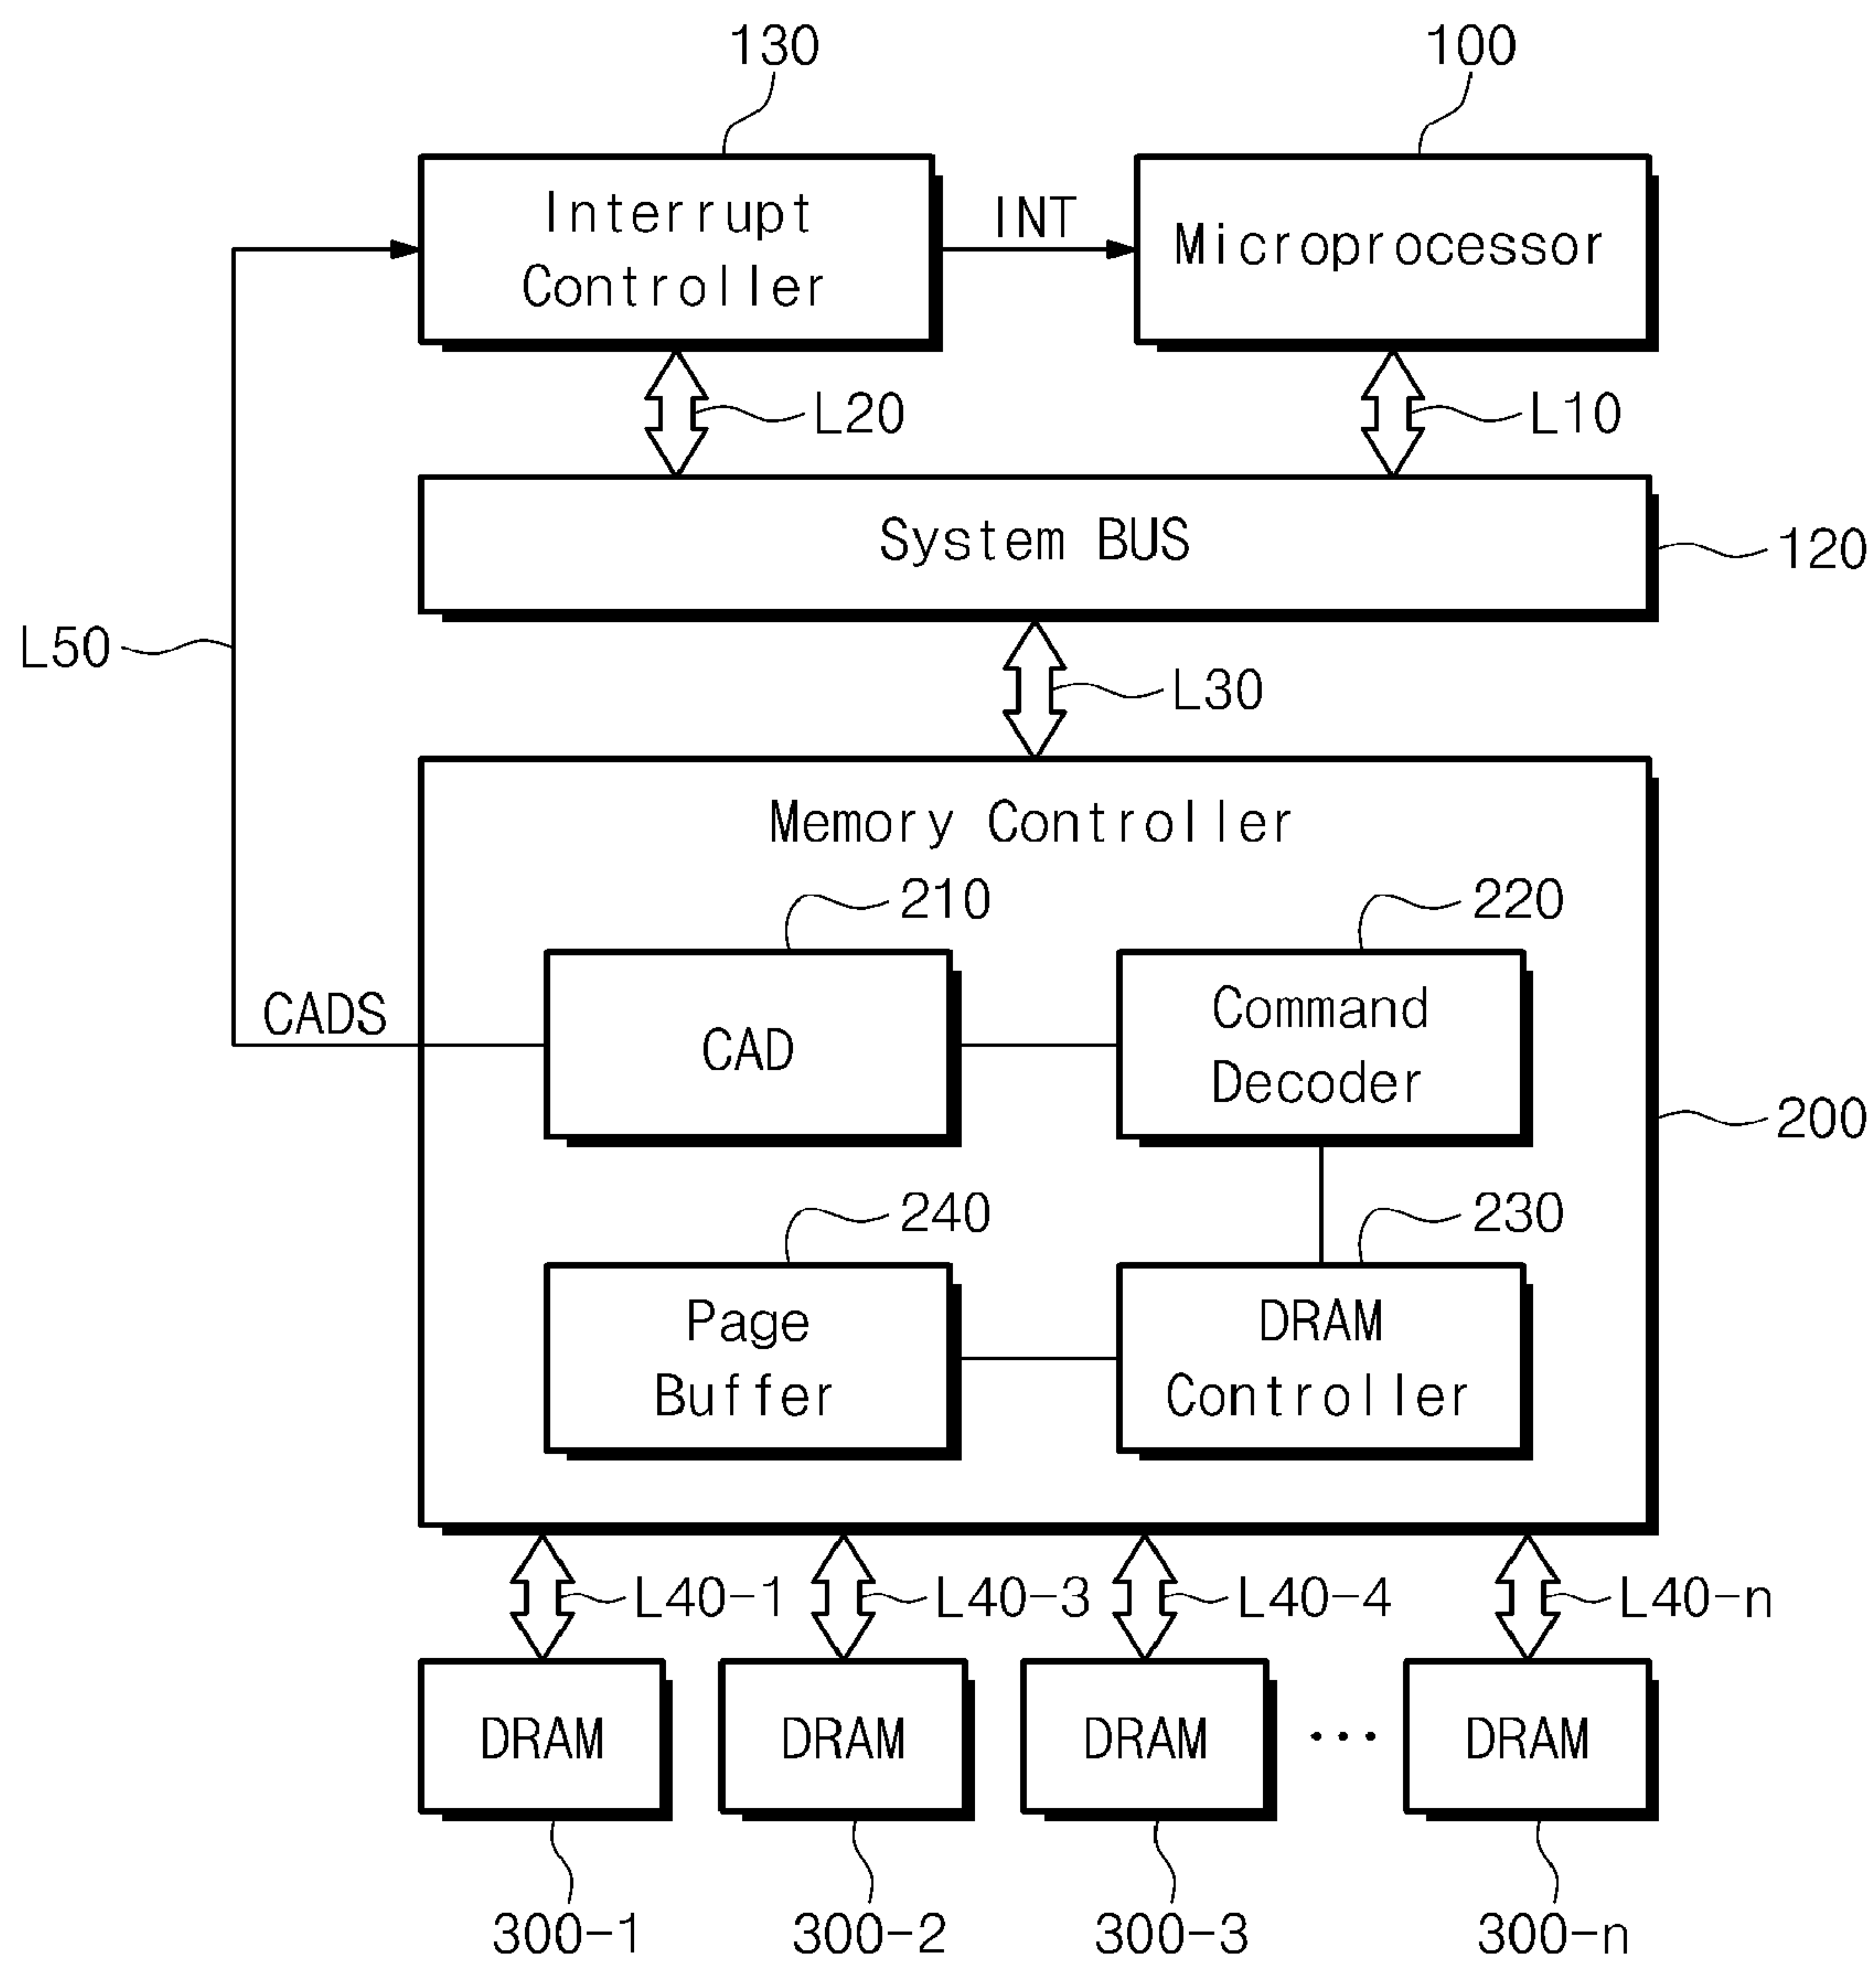 130
100
Interrupt
Controller
INT
Microprocessor
L20
L10
System BUS
120
L50
L30
Memory Controller
210
220
CADS
CAD
Command
Decoder
200
240
230
Page
Buffer
DRAM
Controller
L40-1
L40-3
L40-4
L40-n
DRAM
DRAM
DRAM
...
DRAM
300-1
300-2
300-3
300-n